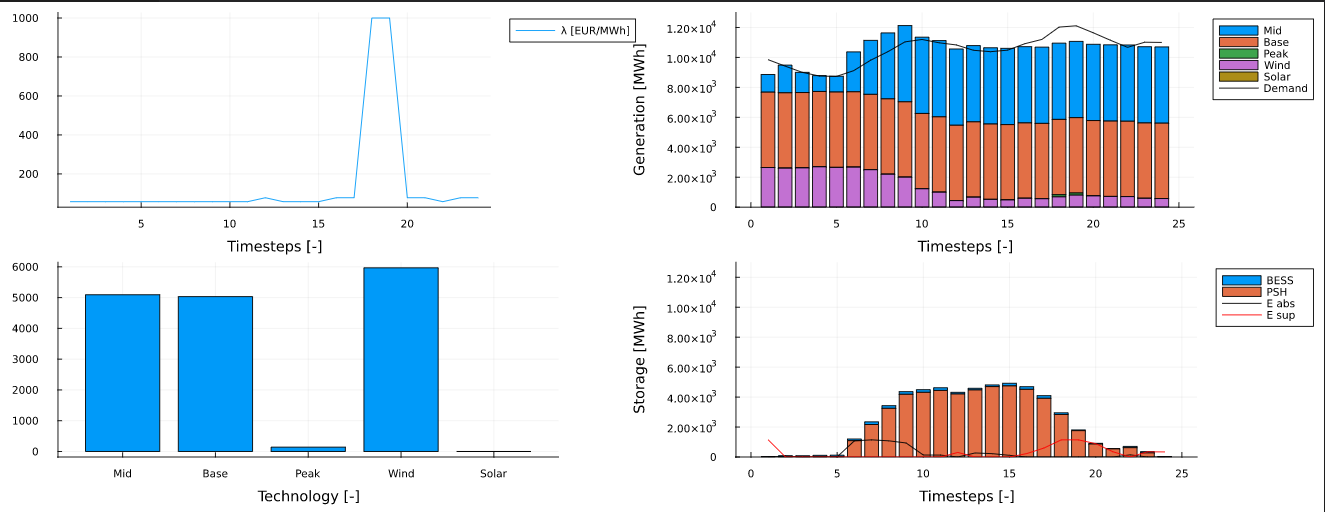 1000
800
600
400
200
5
10
15
20
Timesteps [-]
λ [EUR/MWh]
Generation [MWh]
1.20×10⁴
1.00×10⁴
8.00×10³
6.00×10³
4.00×10³
2.00×10³
0
0
5
10
15
20
25
Timesteps [-]
Mid
Base
Peak
Wind
Solar
Demand
6000
5000
4000
3000
2000
1000
0
Mid
Base
Peak
Wind
Solar
Technology [-]
Storage [MWh]
1.20×10⁴
1.00×10⁴
8.00×10³
6.00×10³
4.00×10³
2.00×10³
0
0
5
10
15
20
25
Timesteps [-]
BESS
PSH
E abs
E sup